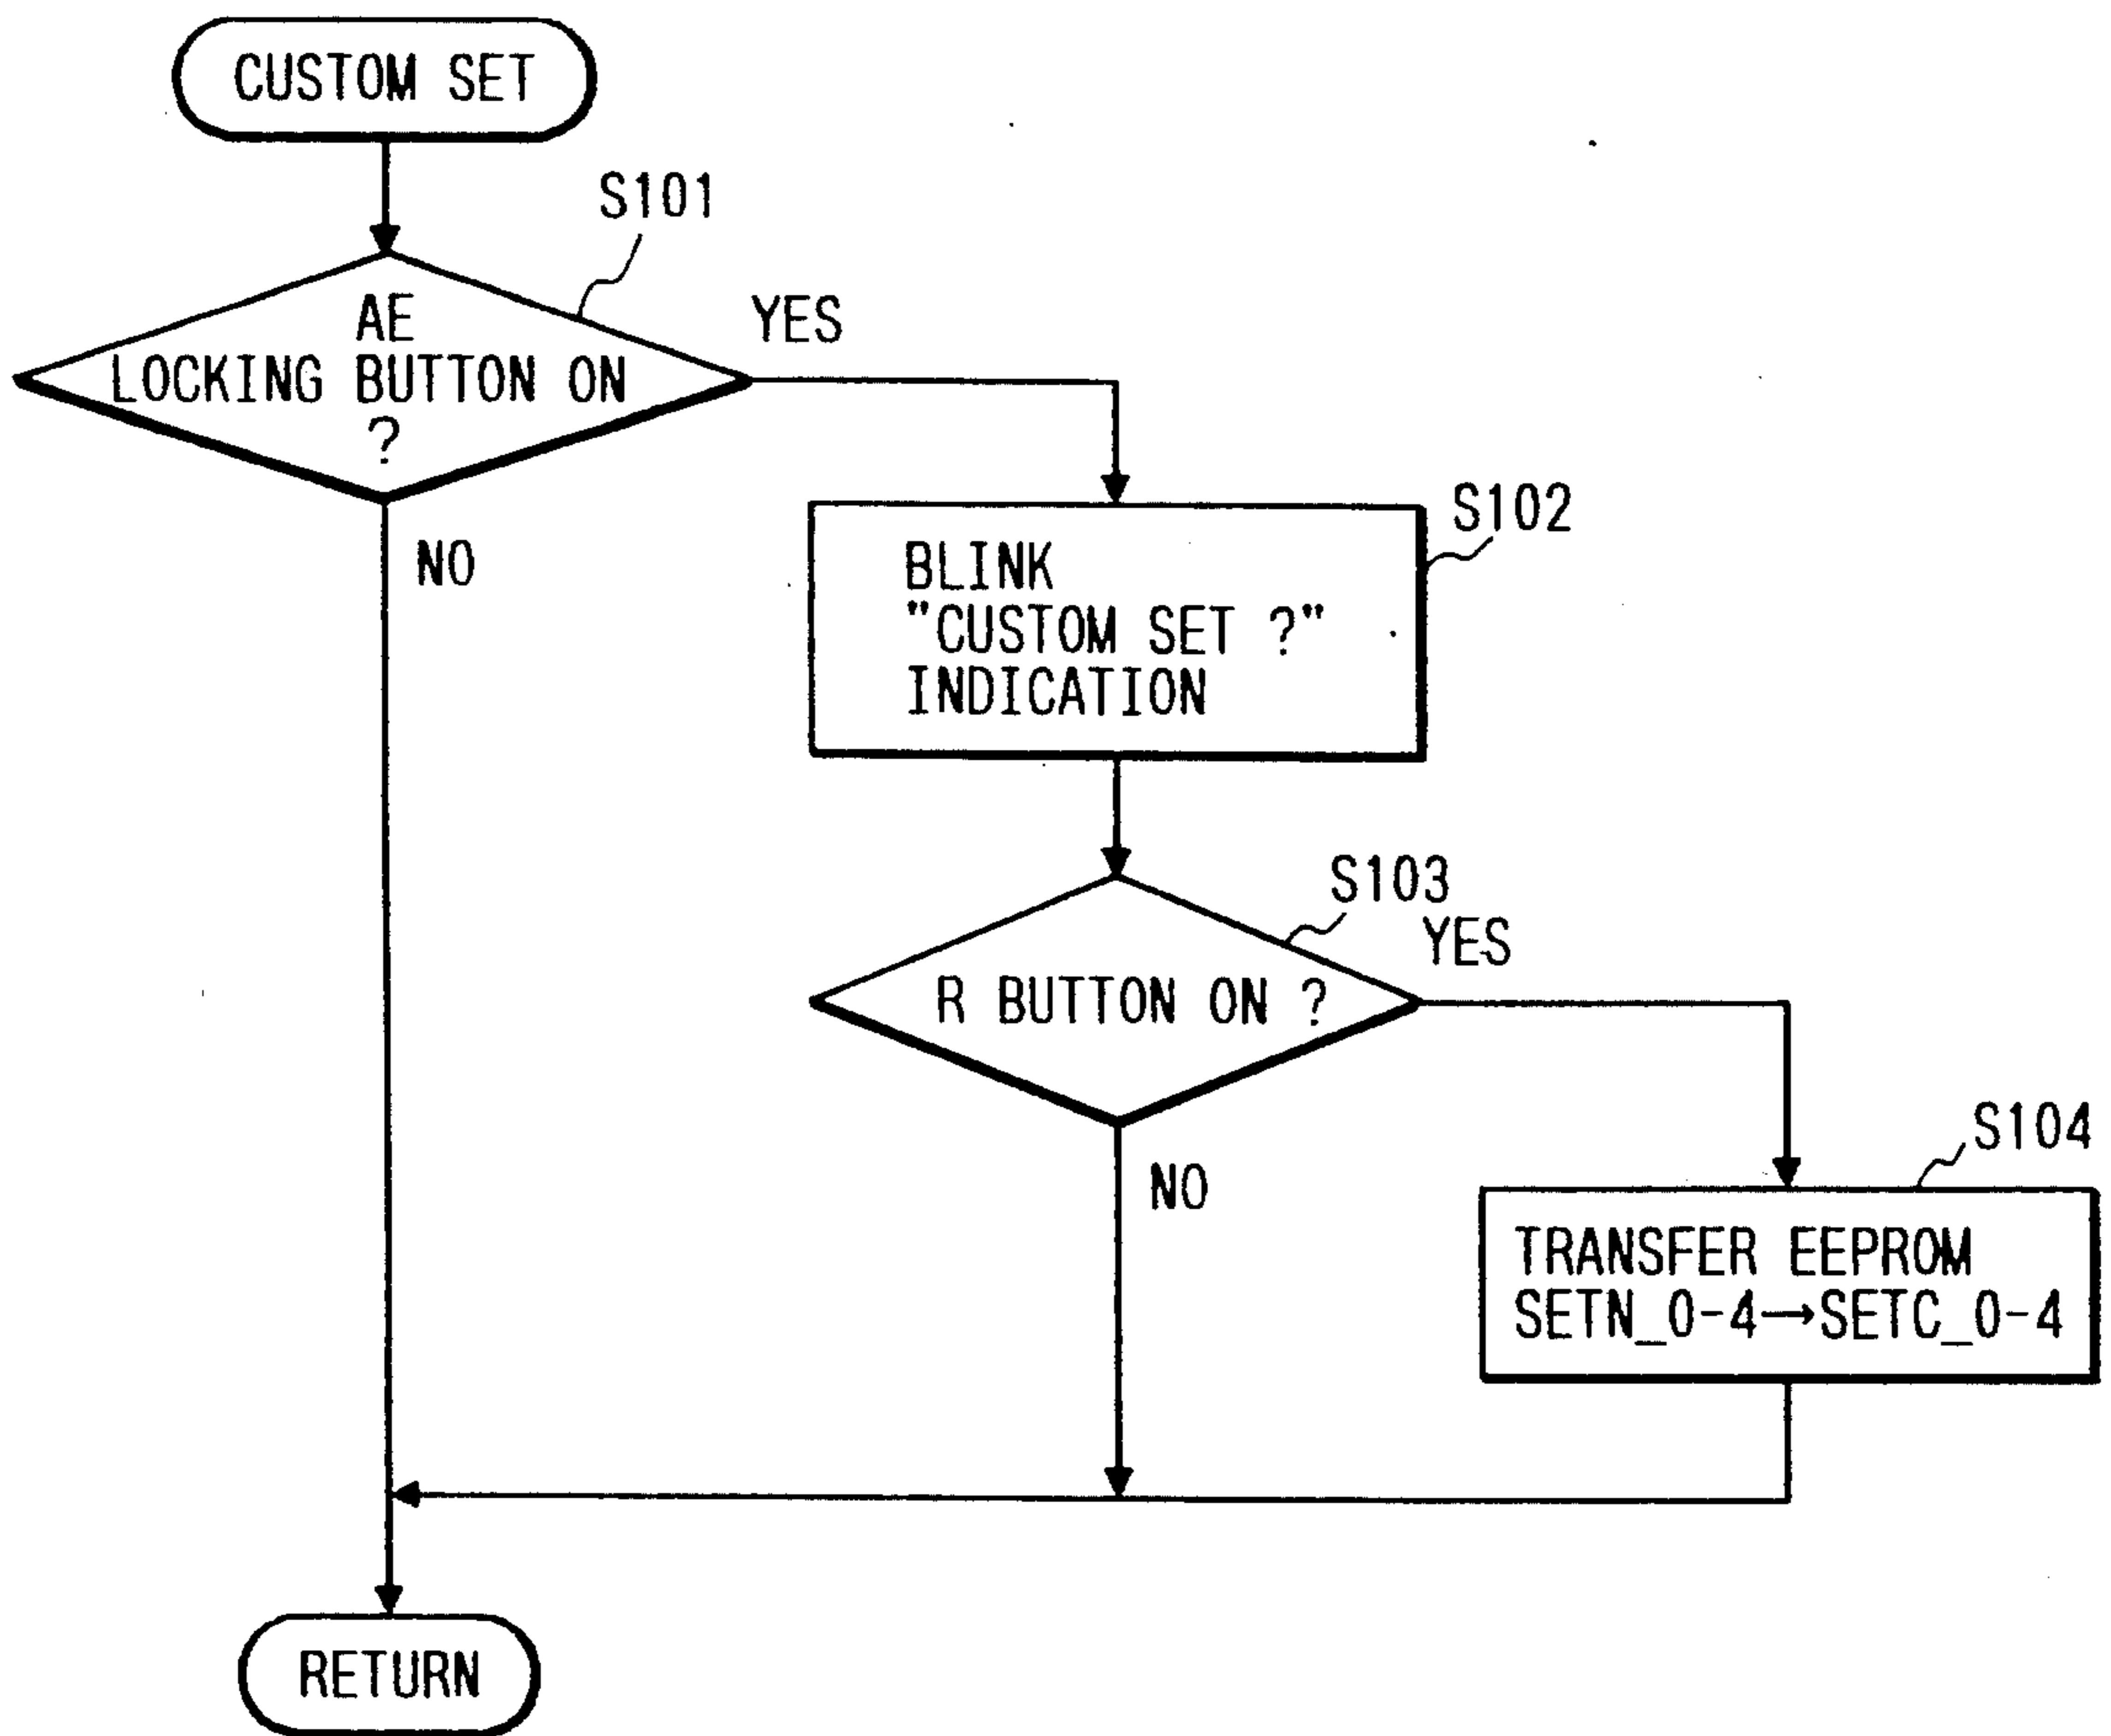 CUSTOM SET
S101
AE
LOCKING BUTTON ON
?
YES
NO
S102
BLINK
"CUSTOM SET ?"
INDICATION
S103
YES
R BUTTON ON ?
NO
S104
TRANSFER EEPROM
SETN_0-4→SETC_0-4
RETURN